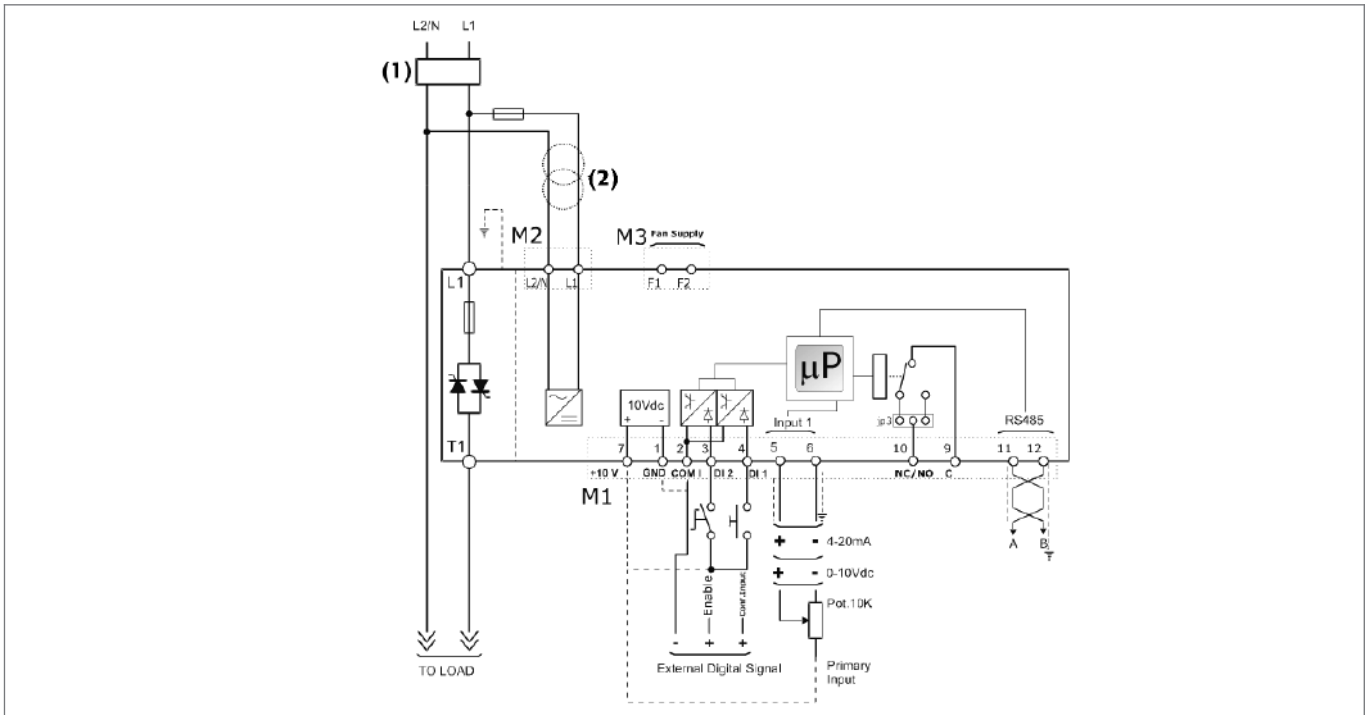 L2/N L1
(1)
(2)
M2 M3 Fan Supply
L1 L2/N L1 F1 F2
µP
10Vdc
+ -
Input 1 jp3 RS485
T1 7 1 2 3 4 5 6 10 9 11 12
+10 V GND COM I DI 2 DI 1 NC/NO C
M1
+ - 4-20mA A B
+ - 0-10Vdc
Enable
Conf.Input
Pot.10K
- + +
TO LOAD
External Digital Signal
Primary
Input